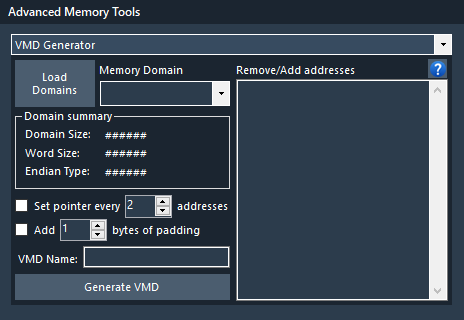 Advanced Memory Tools
VMD Generator
Load
Domains
Memory Domain
Remove/Add addresses
?
Domain summary
Domain Size: ######
Word Size: ######
Endian Type: ######
Set pointer every 2 addresses
Add 1 bytes of padding
VMD Name:
Generate VMD